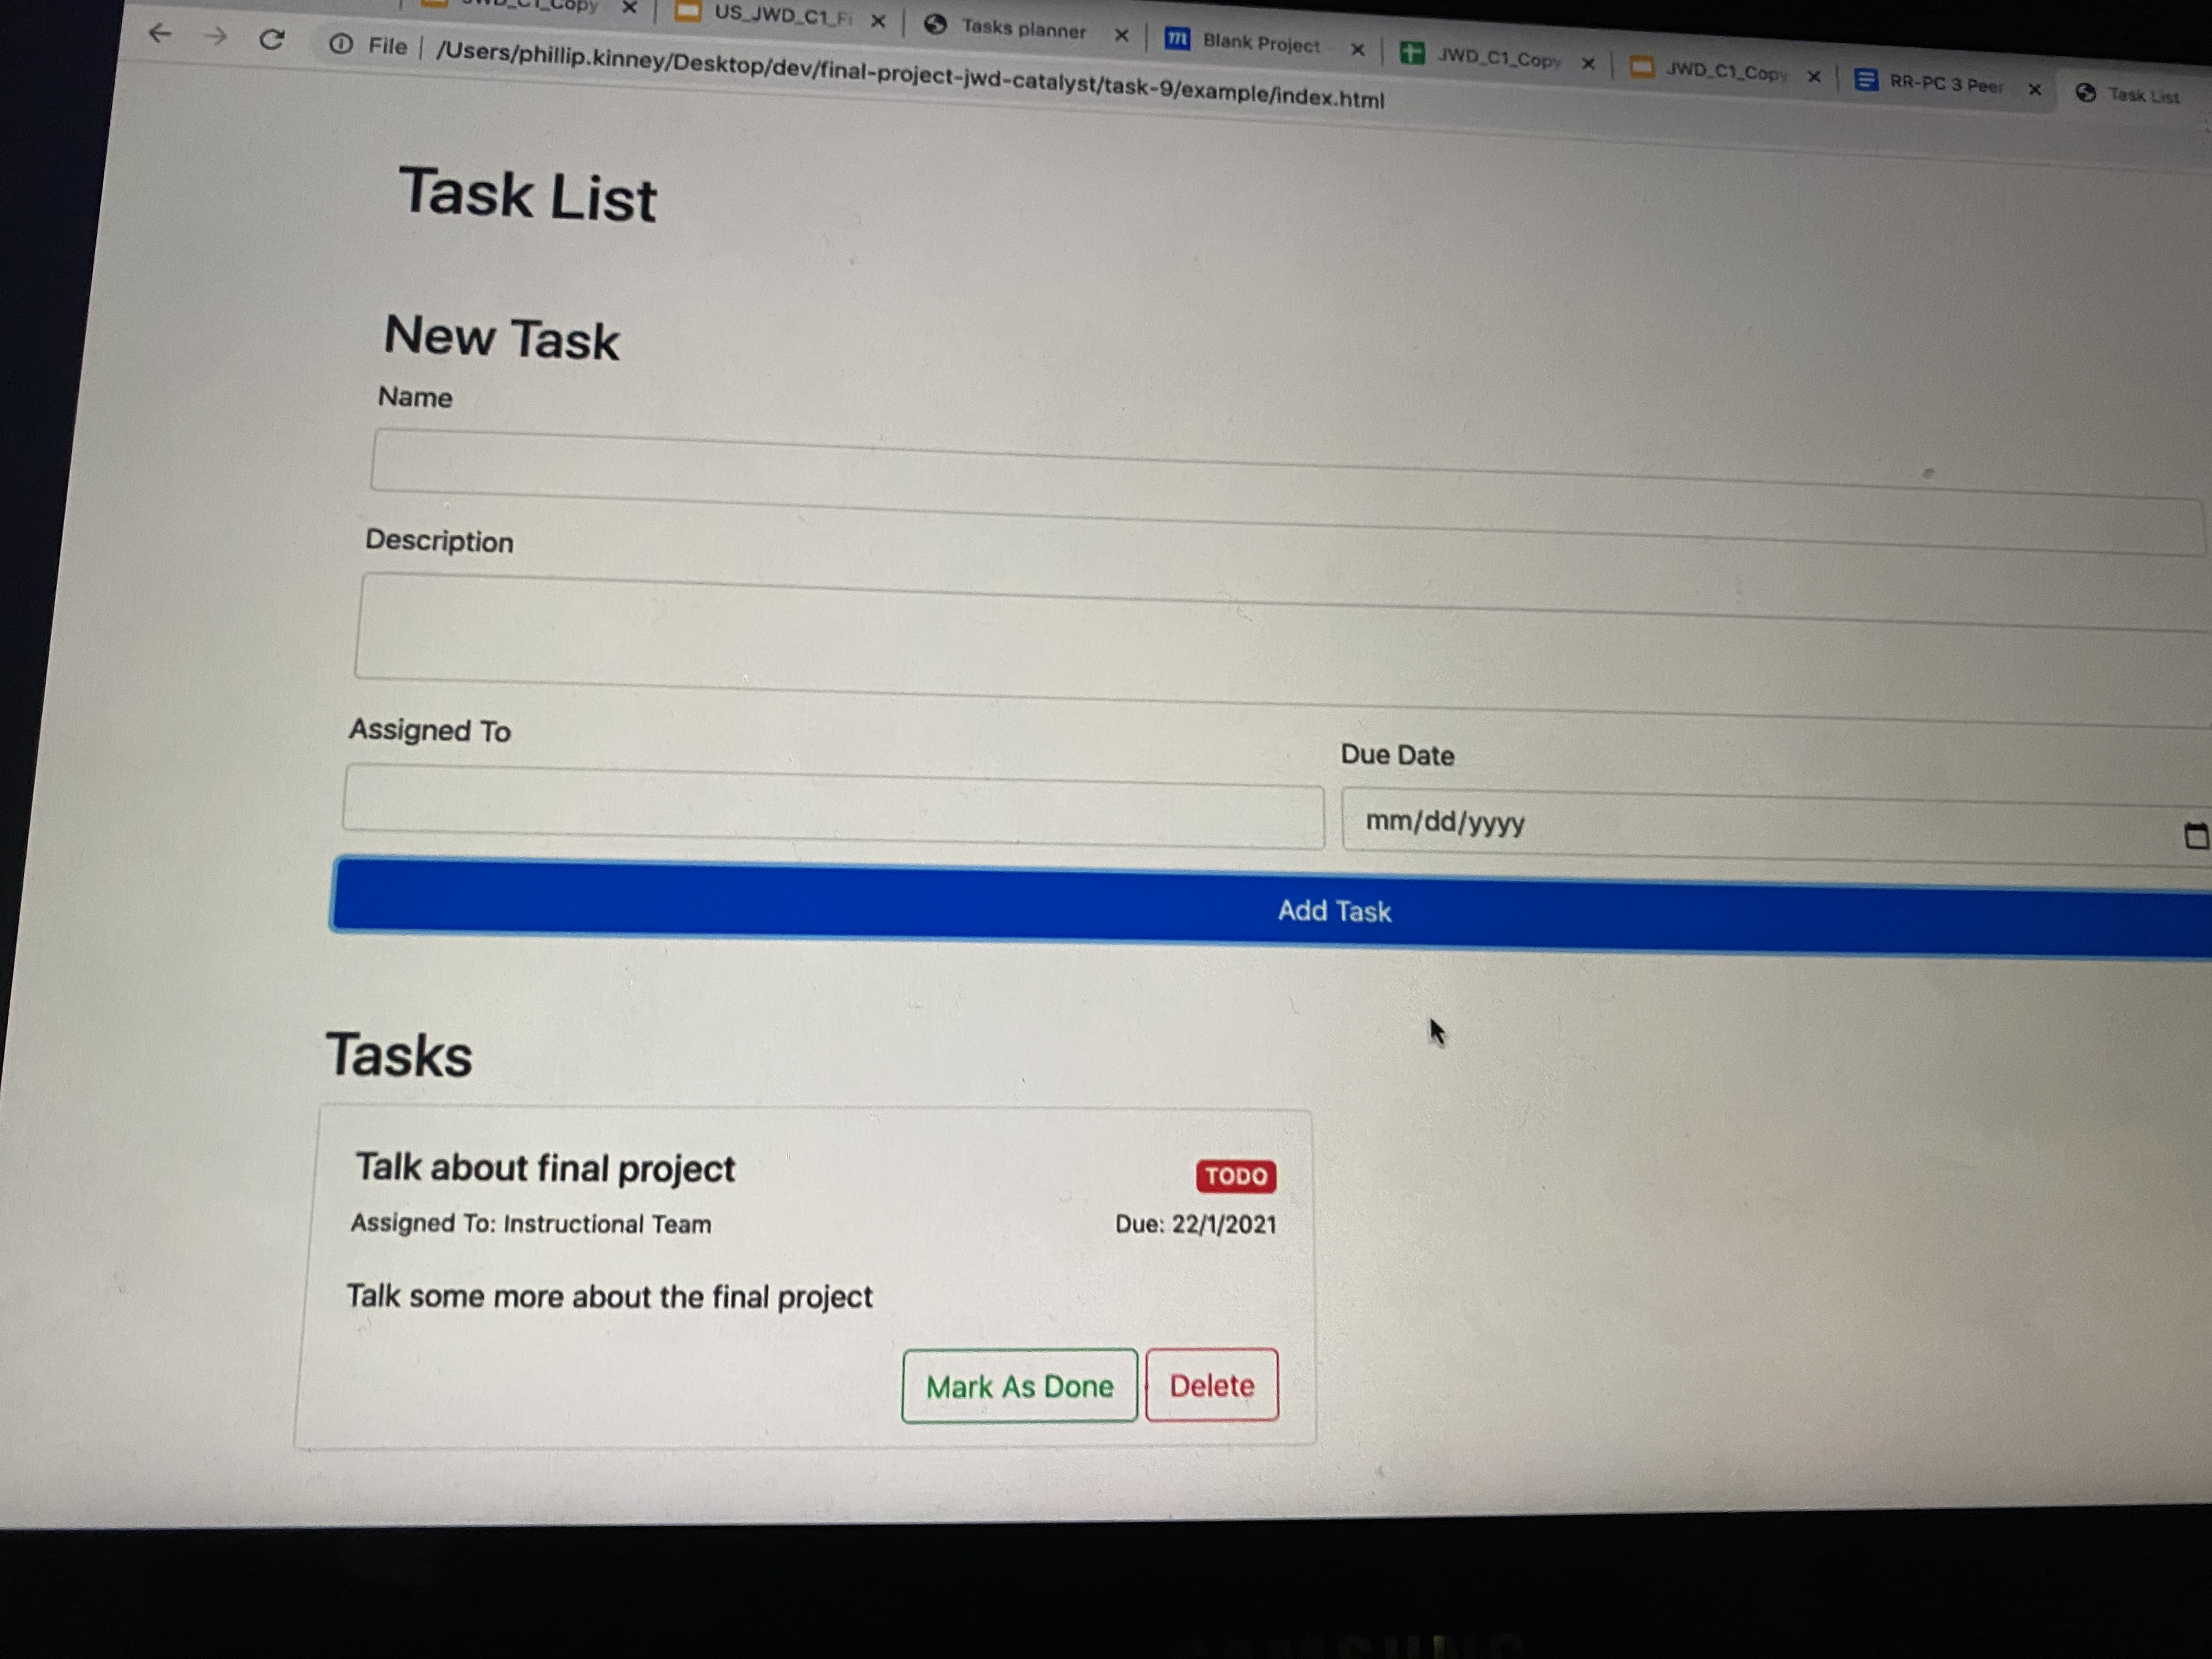 US_JWD_C1_Fi
Tasks planner
Blank Project
JWD_C1_Copy
JWD_C1_Copy
RR-PC 3 Peer
Task List
File | /Users/phillip.kinney/Desktop/dev/final-project-jwd-catalyst/task-9/example/index.html
Task List
New Task
Name
Description
Assigned To
Due Date
mm/dd/yyyy
Add Task
Tasks
Talk about final project
TODO
Assigned To: Instructional Team
Due: 22/1/2021
Talk some more about the final project
Mark As Done
Delete